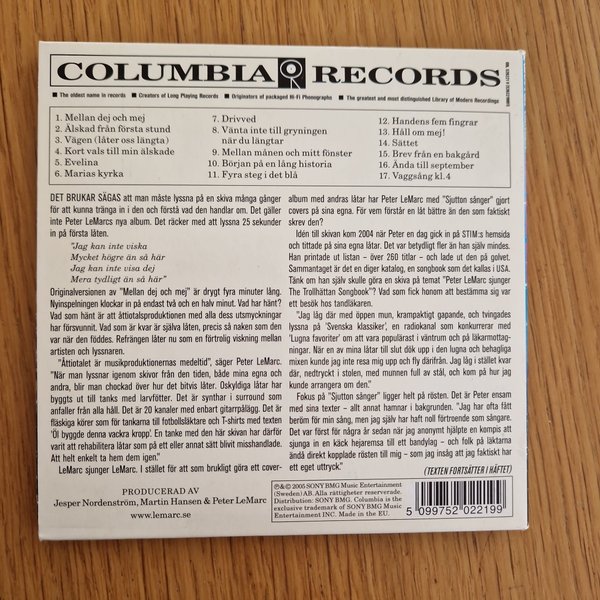 COLUMBIA RECORDS
The oldest name in records Creators of Long Playing Records Originators of packaged Hi-Fi Phonographs The greatest and most distinguished Library of Modern Recordings
1. Mellan dej och mej
2. Älskad från första stund
3. Vägen (låter oss längta)
4. Kort vals till min älskade
5. Evelina
6. Marias kyrka
7. Drivved
8. Vänta inte till gryningen
när du längtar
9. Mellan månen och mitt fönster
10. Början på en lång historia
11. Fyra steg i det blå
12. Handens fem fingrar
13. Håll om mej!
14. Sättet
15. Brev från en bakgård
16. Ända till september
17. Vaggsång kl.4
DET BRUKAR SÄGAS att man måste lyssna på en skiva många gånger
för att kunna tränga in i den och förstå vad den handlar om. Det gäller
inte Peter LeMarcs nya album. Det räcker med att lyssna 25 sekunder
in på första låten.
"Jag kan inte viska
Mycket högre än så här
Jag kan inte visa dej
Mera tydligt än så här"
Originalversionen av "Mellan dej och mej" är drygt fyra minuter lång.
Nyinspelningen klockar in på endast två och en halv minut. Vad har hänt?
Vad som hänt är att åttiotalsproduktionen med alla dess utsmyckningar
har försvunnit. Vad som är kvar är själva låten, precis så naken som den
var när den föddes. Refrängen låter nu som en förtrolig viskning mellan
artisten och lyssnaren.
"Åttiotalet är musikproduktionernas medeltid", säger Peter LeMarc.
"När man lyssnar igenom skivor från den tiden, både mina egna och
andras, blir man chockad över hur det bitvis låter. Oskyldiga låtar har
byggts ut till tanks med larvfötter. Det är synthar i surround som
anfaller från alla håll. Det är 20 kanaler med enbart gitarrpålägg. Det är
fläskiga körer som för tankarna till fotbollsläktare och T-shirts med texten
'Öl byggde denna vackra kropp'. En tanke med den här skivan har därför
varit att rehabilitera låtar som på ett eller annat sätt blivit misshandlade.
Att helt enkelt ta hem dem igen."
LeMarc sjunger LeMarc. I stället för att som brukligt göra ett cover-
album med andras låtar har Peter LeMarc med "Sjutton sånger" gjort
covers på sina egna. För vem förstår en låt bättre än den som faktiskt
skrev den?
Idén till skivan kom 2004 när Peter en dag gick in på STIM:s hemsida
och tittade på sina egna låtar. Det var betydligt fler än han själv mindes.
Han printade ut listan – över 260 titlar – och lade ut den på golvet.
Sammantaget är det en diger katalog, en songbook som det kallas i USA.
Tänk om han själv skulle göra en skiva på temat "Peter LeMarc sjunger
The Trollhättan Songbook"? Vad som fick honom att bestämma sig var
ett besök hos tandläkaren.
"Jag låg där med öppen mun, krampaktigt gapande, och tvingades
lyssna på 'Svenska klassiker', en radiokanal som konkurrerar med
'Lugna favoriter' om att vara populärast i väntrum och på läkarmottag-
ningar. När en av mina låtar till slut dök upp i den lugna och behagliga
mixen kunde jag inte resa mig upp och fly därifrån. Jag låg i stället kvar
där, nedtryckt i stolen, med munnen full av stål, och kom på hur jag
kunde arrangera om den."
Fokus på "Sjutton sånger" ligger helt på rösten. Det är Peter ensam
med sina texter – allt annat hamnar i bakgrunden. "Jag har ofta fått
beröm för min sång, men jag själv har haft noll förtroende som sångare.
Det var först för några år sedan när jag anonymt hjälpte en kompis att
sjunga in en käck hejaremsa till ett bandylag – och folk på läktarna
ändå direkt kopplade rösten till mig – som jag insåg att jag faktiskt har
ett eget uttryck."
(TEXTEN FORTSÄTTER I HÄFTET)
PRODUCERAD AV
Jesper Nordenström, Martin Hansen & Peter LeMarc
www.lemarc.se
℗&© 2005 SONY BMG Music Entertainment
(Sweden) AB. Alla rättigheter reserverade.
Distribution: SONY BMG. Columbia is the
exclusive trademark of SONY BMG Music
Entertainment INC. Made in the EU.
5 099752 022199